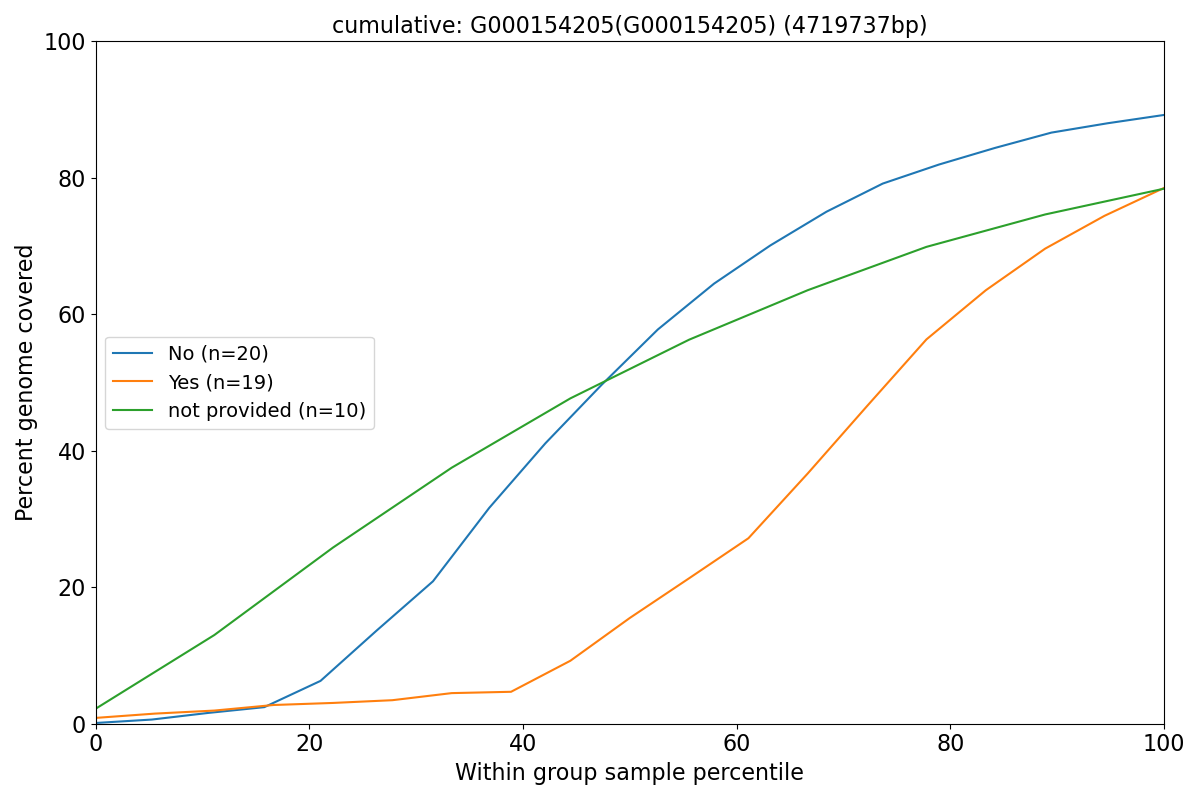 cumulative: G000154205(G000154205) (4719737bp)
100
80
60
40
20
0
Percent genome covered
No (n=20)
Yes (n=19)
not provided (n=10)
0 20 40 60 80 100
Within group sample percentile